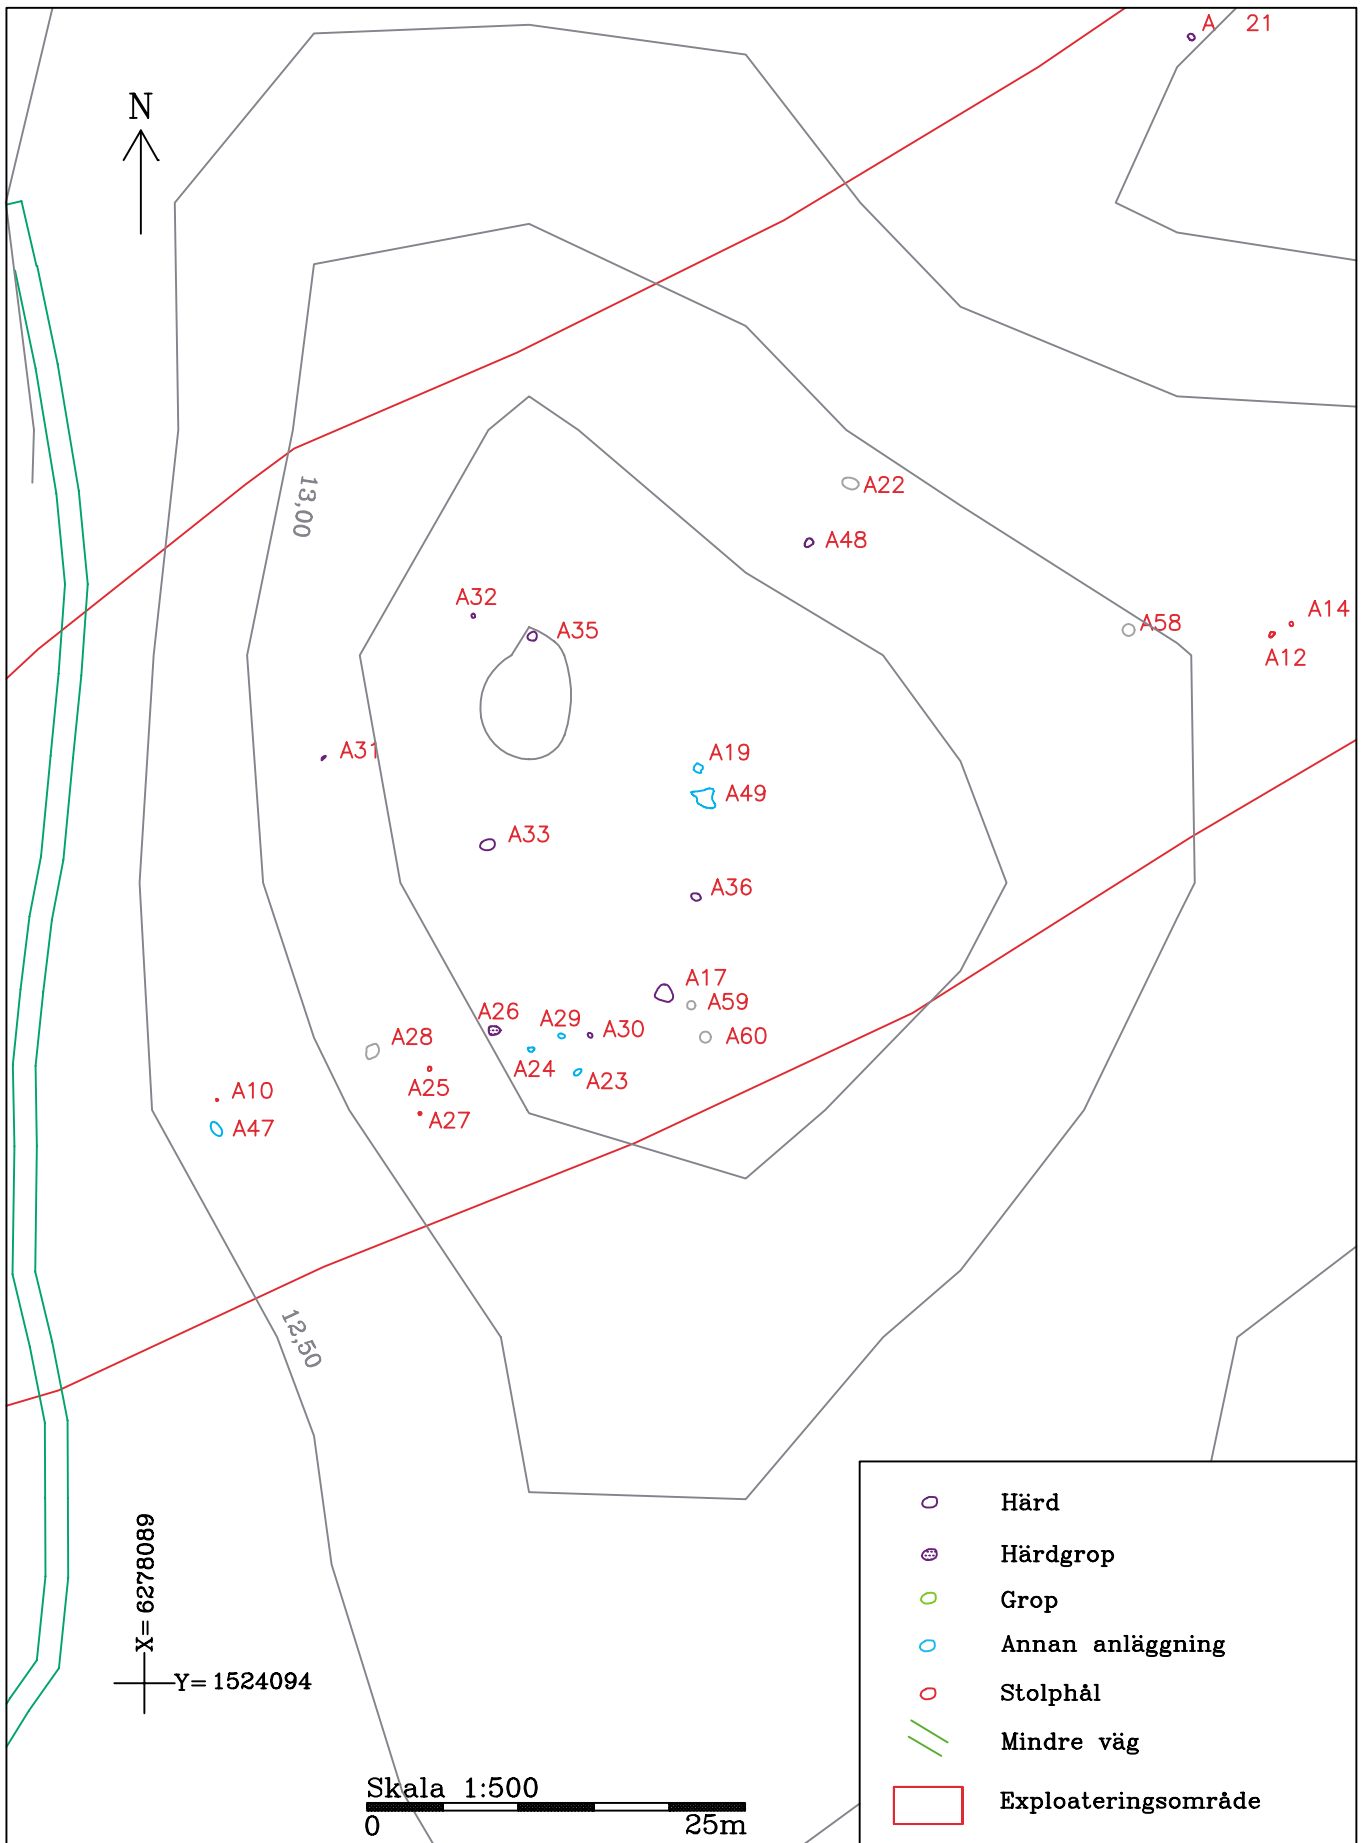 A 21
N
13,00
A22
A48
A32
A35
A58
A14
A12
A31
A19
A49
A33
A36
A17
A59
A26
A29
A30
A60
A28
A24
A23
A25
A10
A27
A47
12,50
X= 6278089
Y= 1524094
Skala 1:500
0 25m
Härd
Härdgrop
Grop
Annan anläggning
Stolphål
Mindre väg
Exploateringsområde